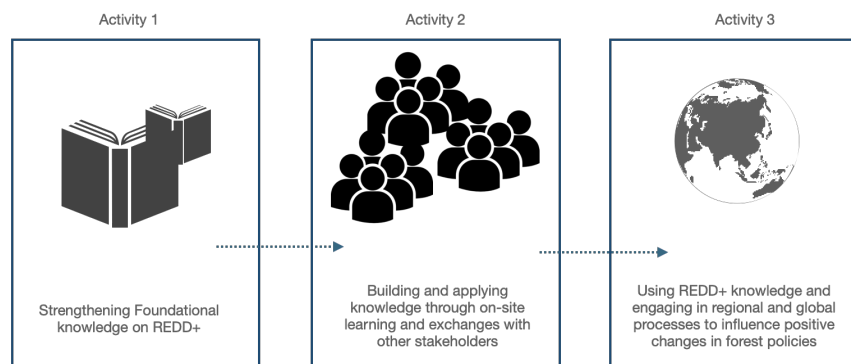 Activity 1
Activity 2
Activity 3
Strengthening Foundational
knowledge on REDD+
Building and applying
knowledge through on-site
learning and exchanges with
other stakeholders
Using REDD+ knowledge and
engaging in regional and global
processes to influence positive
changes in forest policies